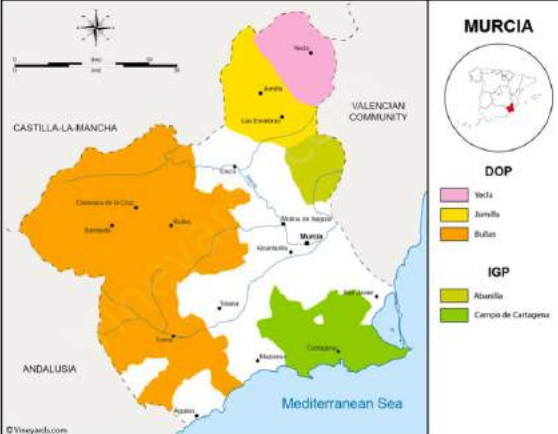 MURCIA
VALENCIAN
COMMUNITY
CASTILLA-LA-MANCHA
ANDALUSIA
Mediterranean Sea
Yecla
Jumilla
Las Encebras
Cieza
Caravaca de la Cruz
Bullas
Molina de Segura
Murcia
Alcantarilla
Totana
San Javier
Lorca
Mazarrón
Cartagena
Águilas
DOP
Yecla
Jumilla
Bullas
IGP
Abanilla
Campo de Cartagena
© Vineyards.com